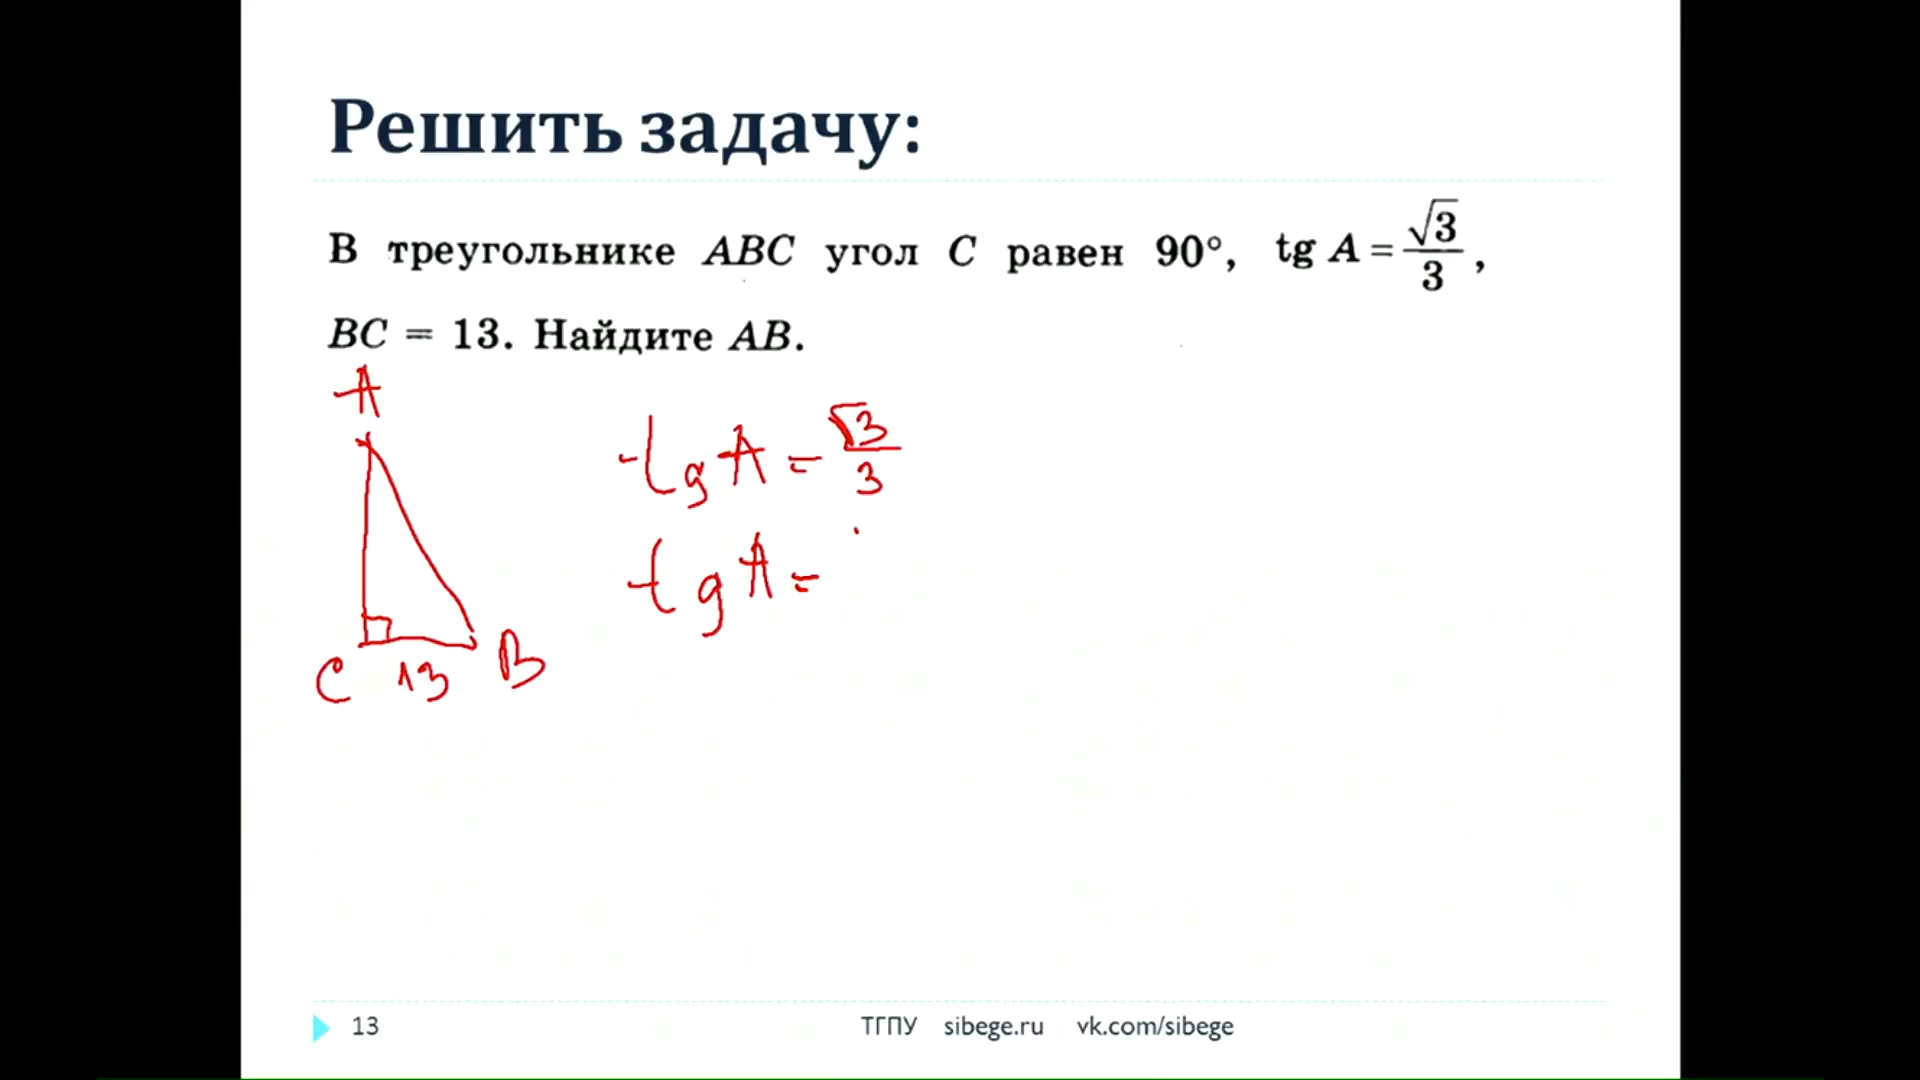 Решить задачу:
В треугольнике ABC угол C равен 90°, tg A = √3/3,
BC = 13. Найдите AB.
A
tg A = √3/3
tg A =
C 13 B
13
ТГПУ sibege.ru vk.com/sibege